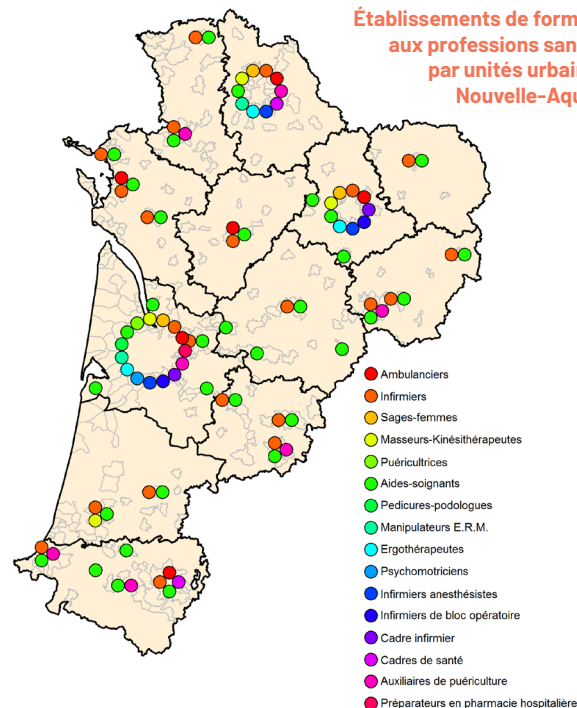 Établissements de form
aux professions san
par unités urbain
Nouvelle-Aqu
Ambulanciers
Infirmiers
Sages-femmes
Masseurs-Kinésithérapeutes
Puéricultrices
Aides-soignants
Pedicures-podologues
Manipulateurs E.R.M.
Ergothérapeutes
Psychomotriciens
Infirmiers anesthésistes
Infirmiers de bloc opératoire
Cadre infirmier
Cadres de santé
Auxiliaires de puériculture
Préparateurs en pharmacie hospitalière